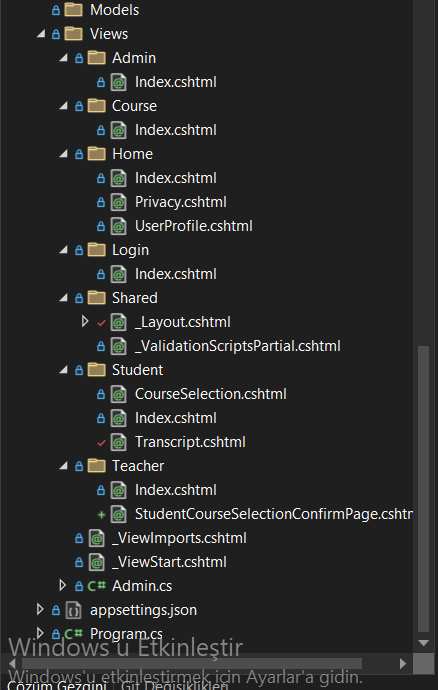 Models
Views
Admin
Index.cshtml
Course
Index.cshtml
Home
Index.cshtml
Privacy.cshtml
UserProfile.cshtml
Login
Index.cshtml
Shared
_Layout.cshtml
_ValidationScriptsPartial.cshtml
Student
CourseSelection.cshtml
Index.cshtml
Transcript.cshtml
Teacher
Index.cshtml
StudentCourseSelectionConfirmPage.cshtm
_ViewImports.cshtml
_ViewStart.cshtml
C# Admin.cs
appsettings.json
C# Program.cs
Windows'u Etkinleştir
Windows'u etkinleştirmek için Ayarlar'a gidin.
Çözüm Gezgini Git Değişiklikleri